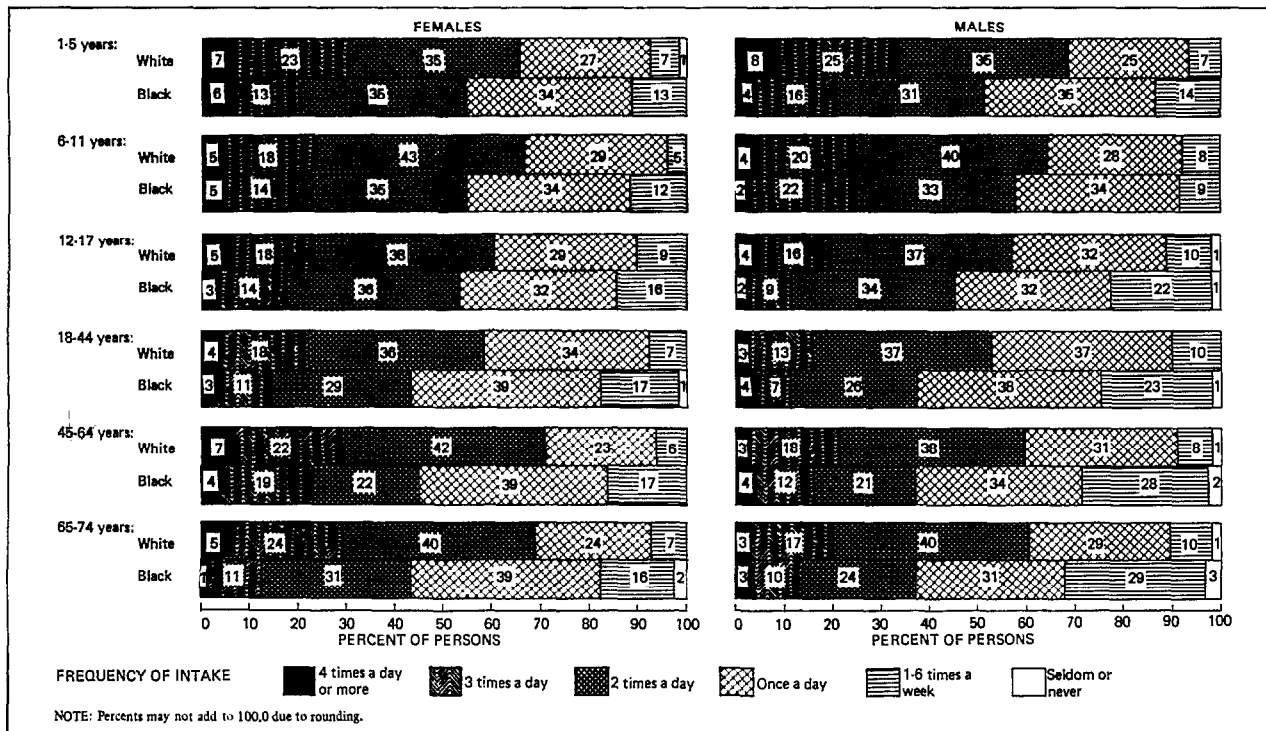 FEMALES MALES
1-5 years:
White 7 23 35 27 7 1 8 25 35 25 7
Black 6 13 35 34 13 4 16 31 35 14
6-11 years:
White 5 18 43 29 5 4 20 40 28 8
Black 5 14 35 34 12 2 22 33 34 9
12-17 years:
White 5 18 38 29 9 4 16 37 32 10 1
Black 3 14 36 32 16 2 9 34 32 22 1
18-44 years:
White 4 18 36 34 7 3 13 37 37 10
Black 3 11 29 39 17 1 4 7 26 38 23 1
45-64 years:
White 7 22 42 23 6 3 18 38 31 8 1
Black 4 19 22 39 17 4 12 21 34 28 2
65-74 years:
White 5 24 40 24 7 3 17 40 29 10 1
Black 1 11 31 39 16 2 3 10 24 31 29 3
0 10 20 30 40 50 60 70 80 90 100 0 10 20 30 40 50 60 70 80 90 100
PERCENT OF PERSONS PERCENT OF PERSONS
FREQUENCY OF INTAKE 4 times a day or more 3 times a day 2 times a day Once a day 1-6 times a week Seldom or never
NOTE: Percents may not add to 100.0 due to rounding.